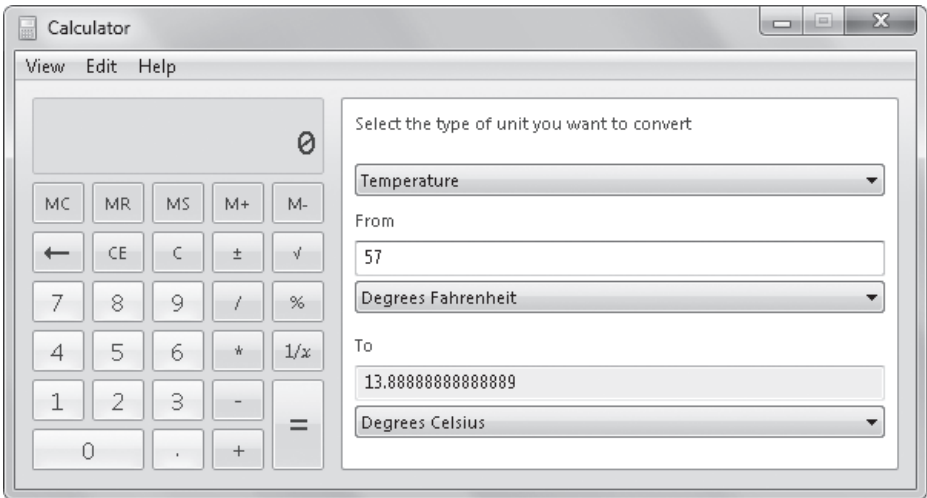 Calculator
View Edit Help
0
MC MR MS M+ M-
← CE C ± √
7 8 9 / %
4 5 6 * 1/x
1 2 3 - =
0 . +
Select the type of unit you want to convert
Temperature
From
57
Degrees Fahrenheit
To
13.88888888888889
Degrees Celsius